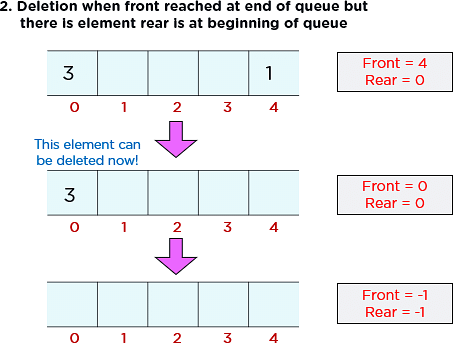 2. Deletion when front reached at end of queue but
there is element rear is at beginning of queue
3 1
Front = 4
Rear = 0
0 1 2 3 4
This element can
be deleted now!
3
Front = 0
Rear = 0
0 1 2 3 4
Front = -1
Rear = -1
0 1 2 3 4